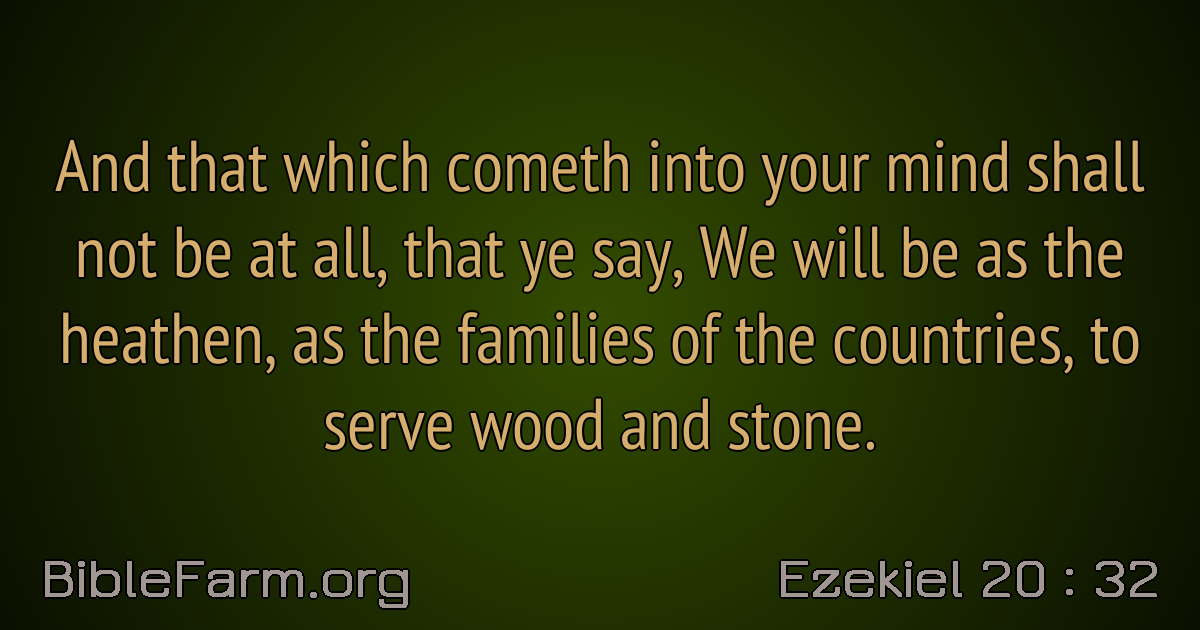 And that which cometh into your mind shall
not be at all, that ye say, We will be as the
heathen, as the families of the countries, to
serve wood and stone.
BibleFarm.org
Ezekiel 20 : 32